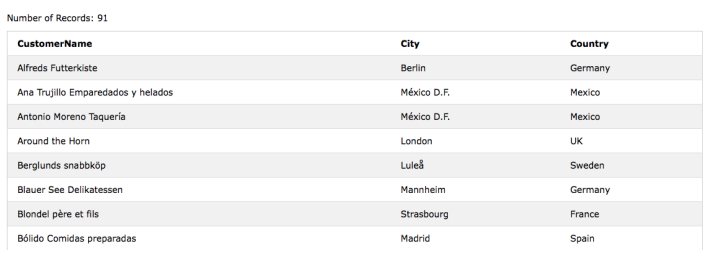 Number of Records: 91
CustomerName City Country
Alfreds Futterkiste Berlin Germany
Ana Trujillo Emparedados y helados México D.F. Mexico
Antonio Moreno Taquería México D.F. Mexico
Around the Horn London UK
Berglunds snabbköp Luleå Sweden
Blauer See Delikatessen Mannheim Germany
Blondel père et fils Strasbourg France
Bólido Comidas preparadas Madrid Spain